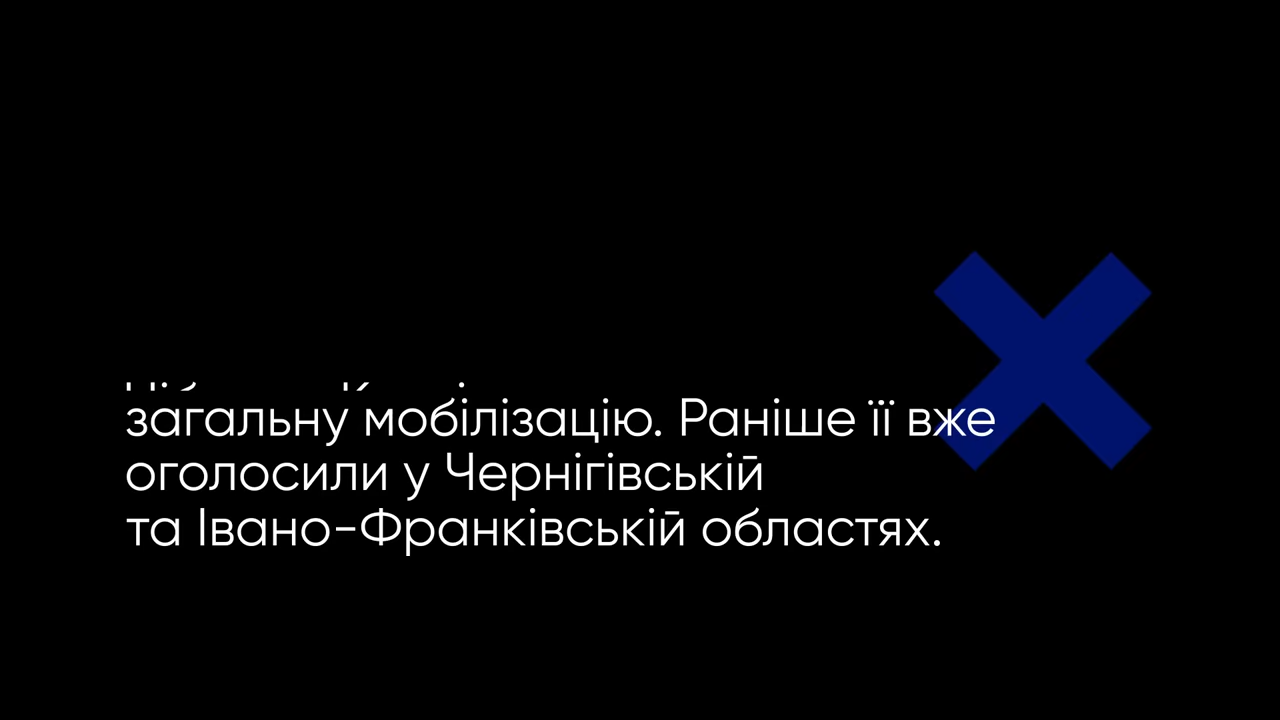 загальну мобілізацію. Раніше її вже
оголосили у Чернігівській
та Івано-Франківській областях.